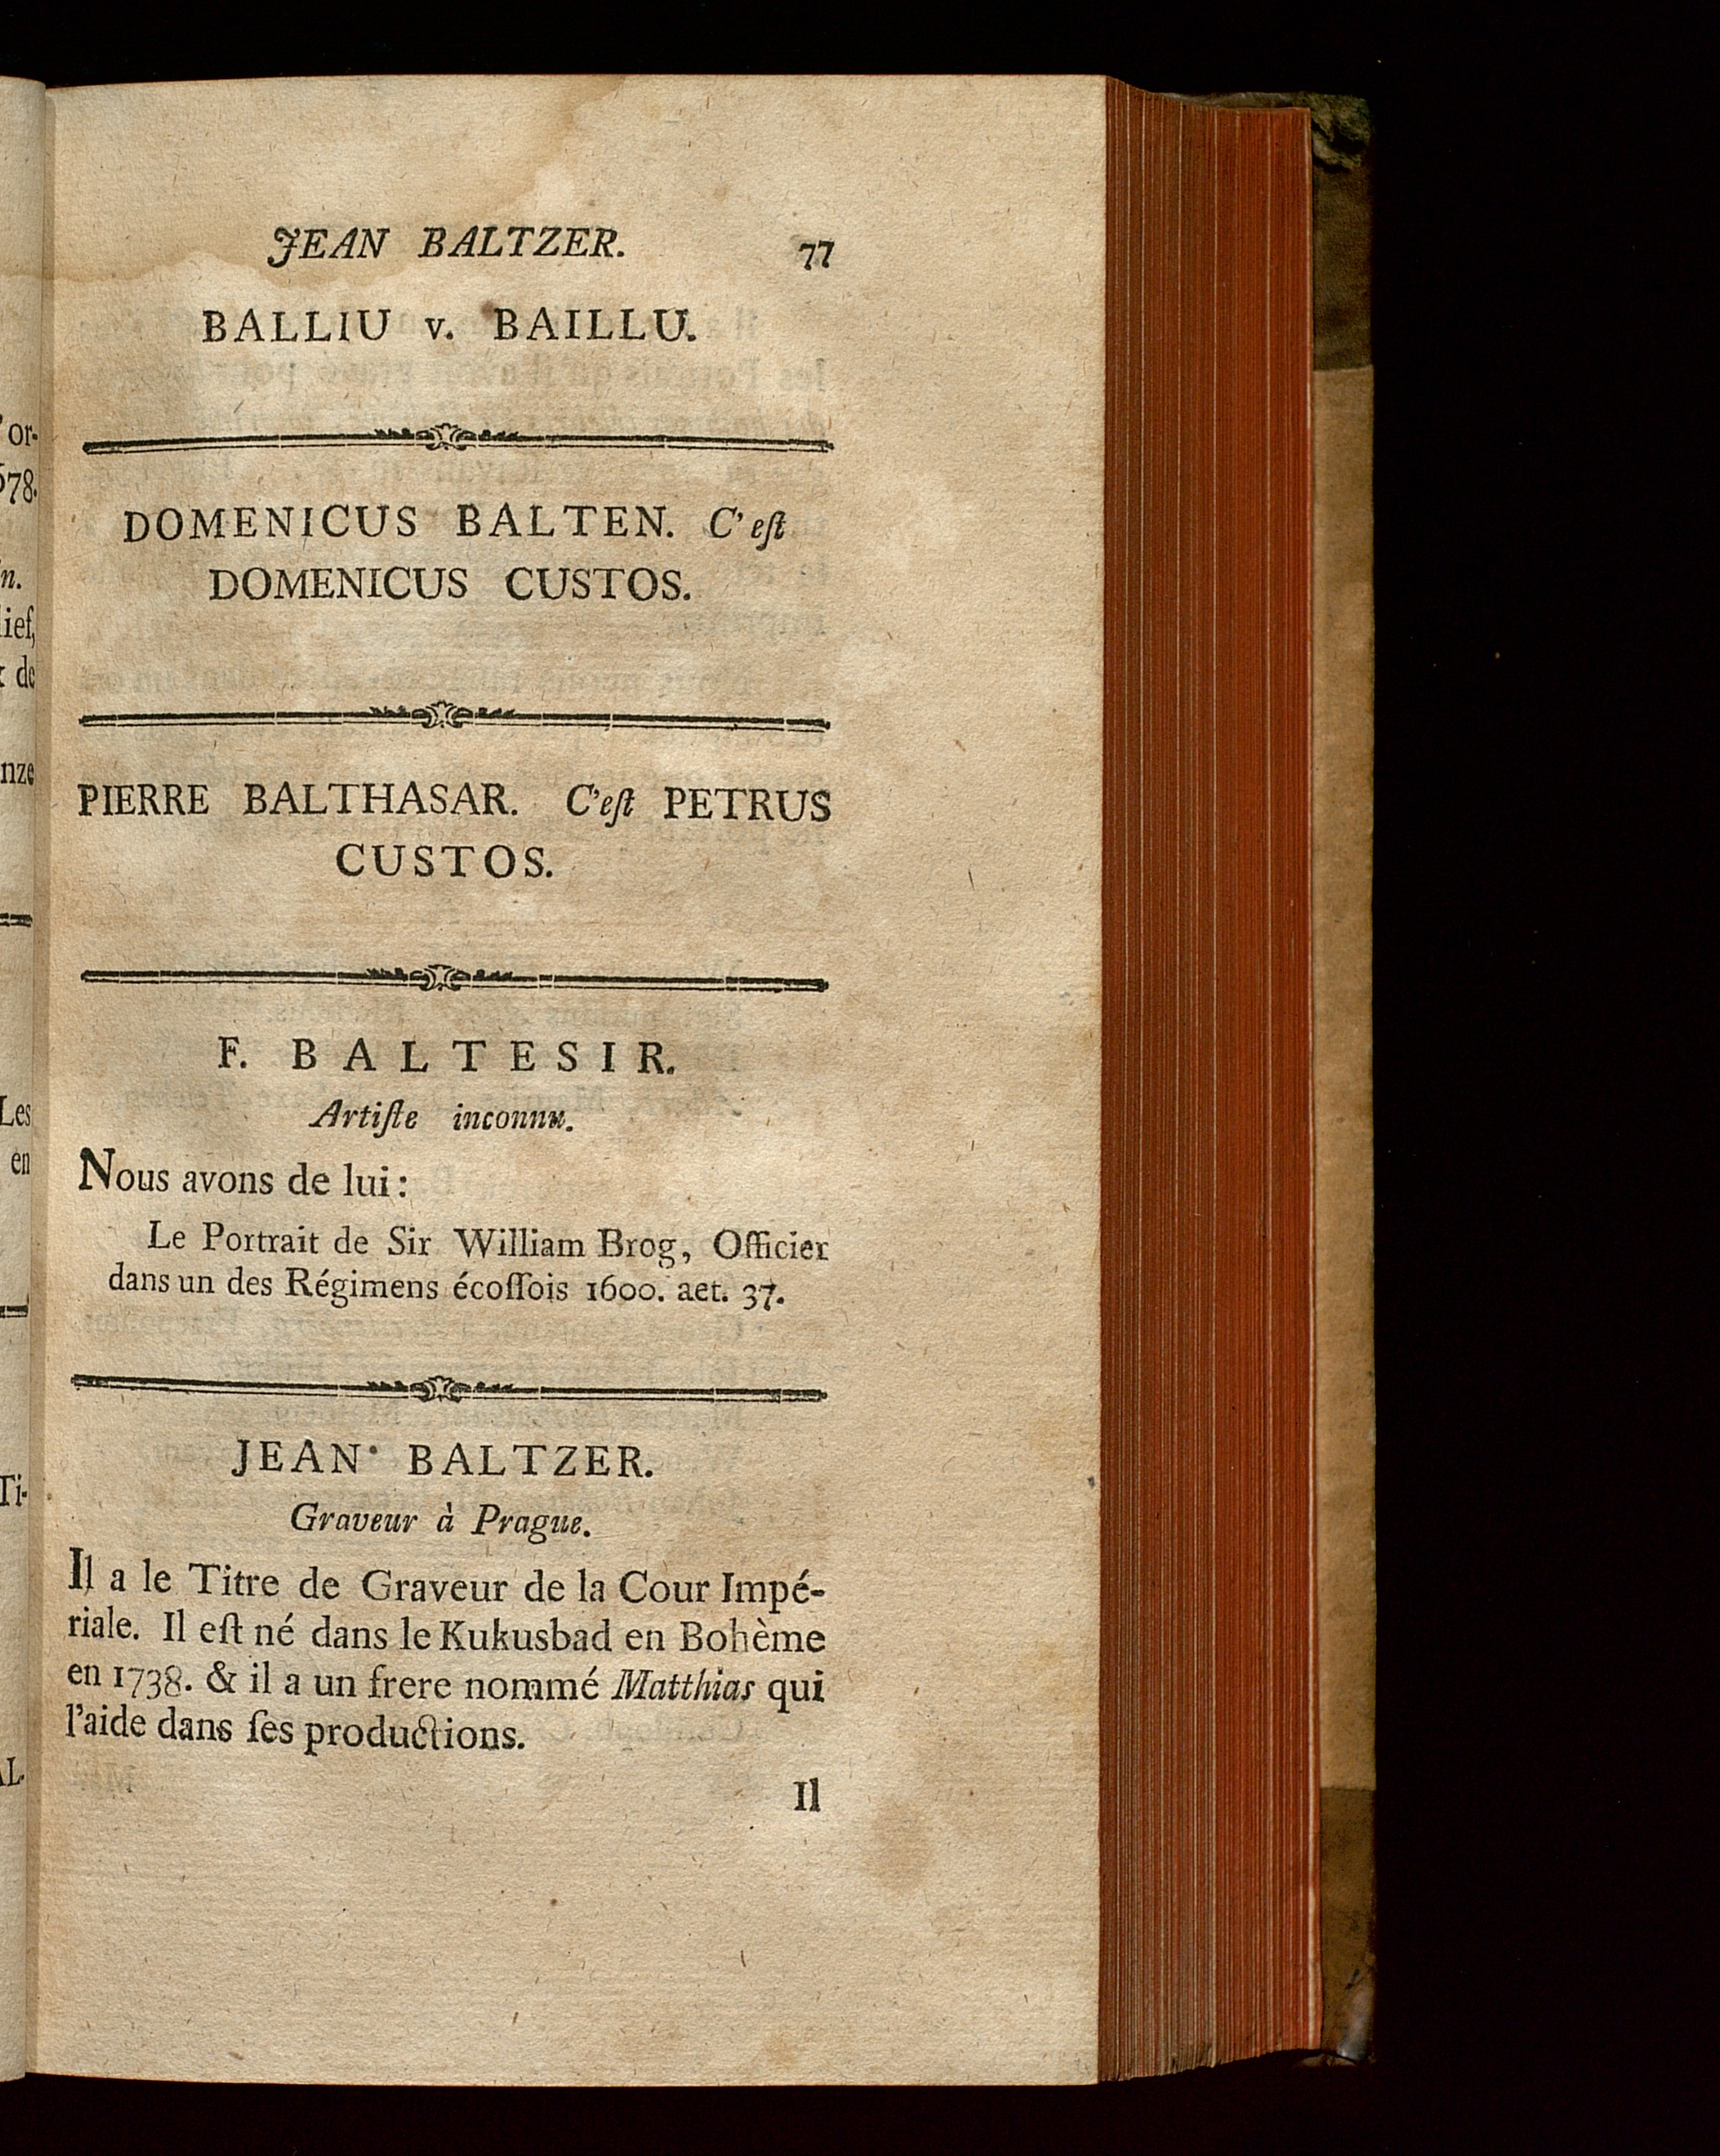 JEAN BALTZER. 77
BALLIU v. BAILLU.
DOMENICUS BALTEN. C'eſt
DOMENICUS CUSTOS.
PIERRE BALTHASAR. C'eſt PETRUS
CUSTOS.
F. BALTESIR.
Artiſte inconnu.
Nous avons de lui:
Le Portrait de Sir William Brog, Officier
dans un des Régimens écoſſois 1600. aet. 37.
JEAN BALTZER.
Graveur à Prague.
Il a le Titre de Graveur de la Cour Impé-
riale. Il eſt né dans le Kukusbad en Bohème
en 1738. & il a un frere nommé Matthias qui
l'aide dans ſes productions.
Il